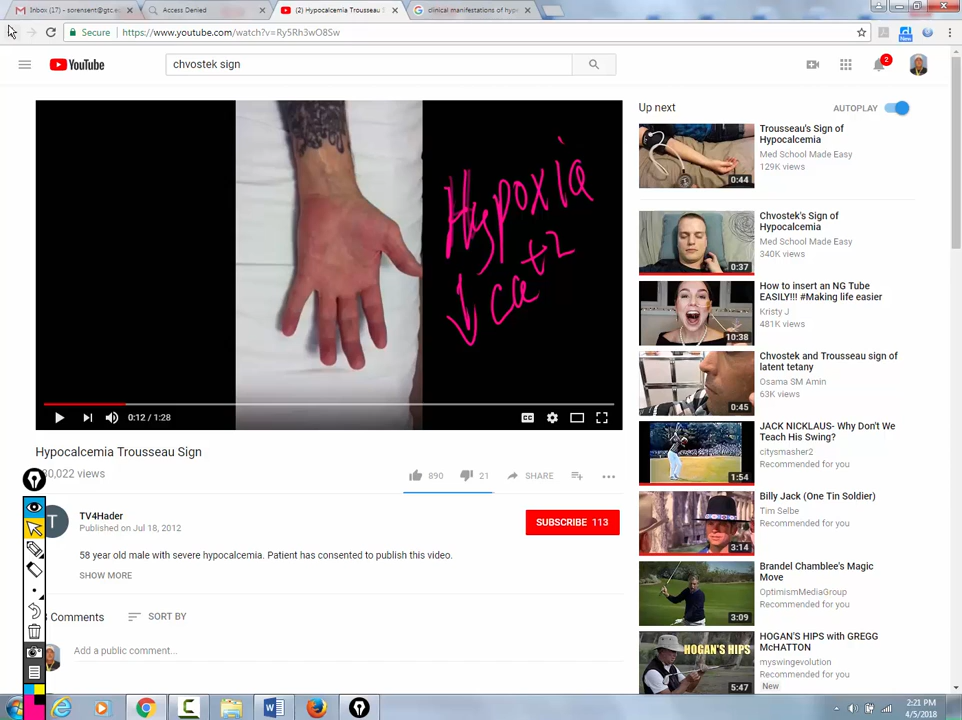 Inbox (17) - sorensent@gtc.e
Access Denied
(2) Hypocalcemia Trousseau S
clinical manifestations of hyp
Secure
https://www.youtube.com/watch?v=Ry5Rh3wO8Sw
YouTube
chvostek sign
2
Hypoxia
↓ca+2
0:12 / 1:28
CC
Hypocalcemia Trousseau Sign
0,022 views
890
21
SHARE
T
TV4Hader
Published on Jul 18, 2012
SUBSCRIBE 113
58 year old male with severe hypocalcemia. Patient has consented to publish this video.
SHOW MORE
Comments
SORT BY
Add a public comment...
Up next
AUTOPLAY
Trousseau's Sign of
Hypocalcemia
Med School Made Easy
129K views
0:44
Chvostek's Sign of
Hypocalcemia
Med School Made Easy
340K views
0:37
How to insert an NG Tube
EASILY!!! #Making life easier
Kristy J
481K views
10:38
Chvostek and Trousseau sign of
latent tetany
Osama SM Amin
63K views
0:45
JACK NICKLAUS- Why Don't We
Teach His Swing?
citysmasher2
Recommended for you
1:54
Billy Jack (One Tin Soldier)
Tim Selbe
Recommended for you
3:14
Brandel Chamblee's Magic
Move
OptimismMediaGroup
Recommended for you
3:09
HOGAN'S HIPS with GREGG
McHATTON
myswingevolution
New
HOGAN'S HIPS
5:47
2:21 PM
4/5/2018